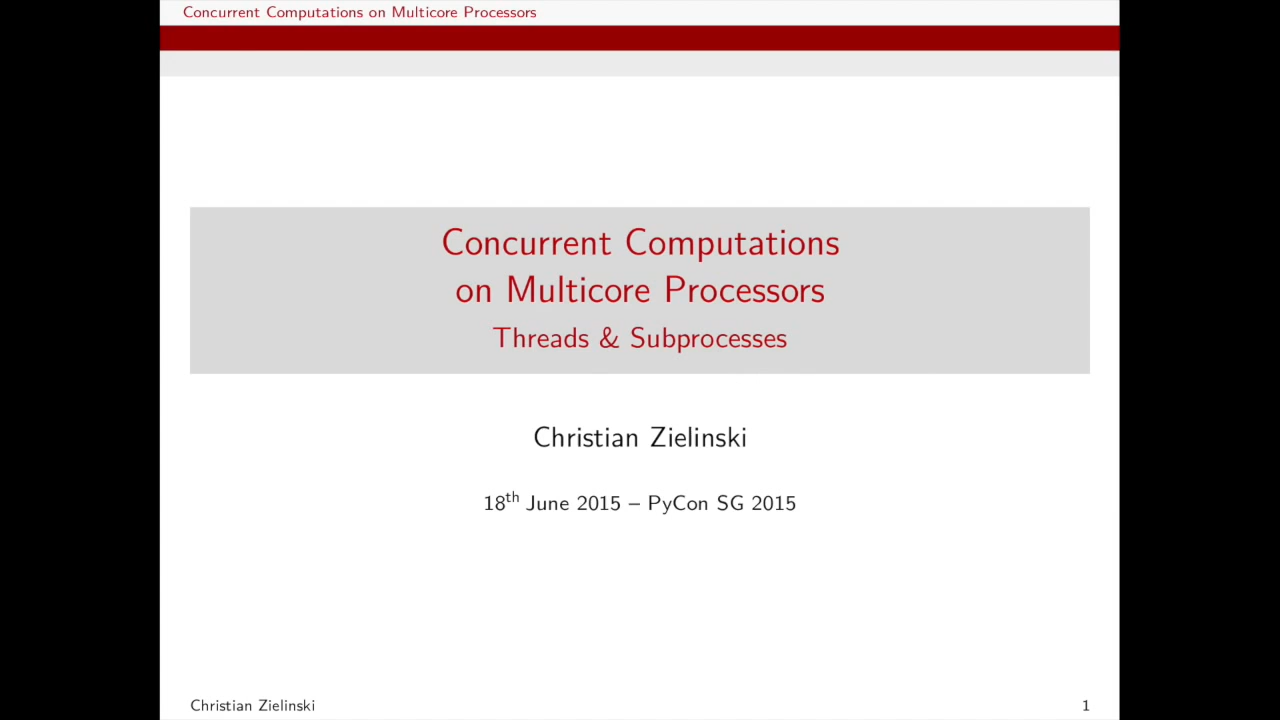 Concurrent Computations on Multicore Processors
Concurrent Computations
on Multicore Processors
Threads & Subprocesses
Christian Zielinski
18th June 2015 – PyCon SG 2015
Christian Zielinski 1